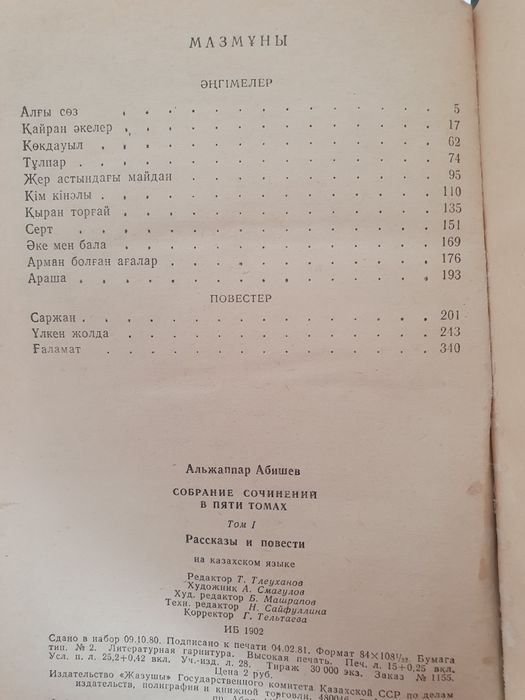 МАЗМҰНЫ
ӘҢГІМЕЛЕР
Алғы сөз . . . . . . . . . . . . 5
Қайран әкелер . . . . . . . . . . . . 17
Көкдауыл . . . . . . . . . . . . 62
Тұлпар . . . . . . . . . . . . 74
Жер астындағы майдан . . . . . . . . . . 95
Кім кінәлы . . . . . . . . . . . . 110
Қыран торғай . . . . . . . . . . . . 135
Серт . . . . . . . . . . . . 151
Әке мен бала . . . . . . . . . . . . 169
Арман болған ағалар . . . . . . . . . . 176
Араша . . . . . . . . . . . . 193
ПОВЕСТЕР
Саржан . . . . . . . . . . . . 201
Үлкен жолда . . . . . . . . . . . . 243
Ғаламат . . . . . . . . . . . . 340
Альжаппар Абишев
СОБРАНИЕ СОЧИНЕНИЙ
В ПЯТИ ТОМАХ
Том I
Рассказы и повести
на казахском языке
Редактор Т. Тлеуханов
Художник А. Смагулов
Худ. редактор Б. Машрапов
Техн. редактор Н. Сайфуллина
Корректор Г. Тельтаева
ИБ 1902
Сдано в набор 09.10.80. Подписано к печати 04.02.81. Формат 84×108¹/₃₂. Бумага
тип. № 2. Литературная гарнитура. Высокая печать. Печ. л. 15+0,25 вкл.
Усл. п. л. 25,2+0,42 вкл. Уч.-изд. л. 28. Тираж 30 000 экз. Заказ № 1155.
Цена 2 руб.
Издательство «Жазушы» Государственного комитета Казахской ССР по делам
издательств, полиграфии и книжной торговли, 480046